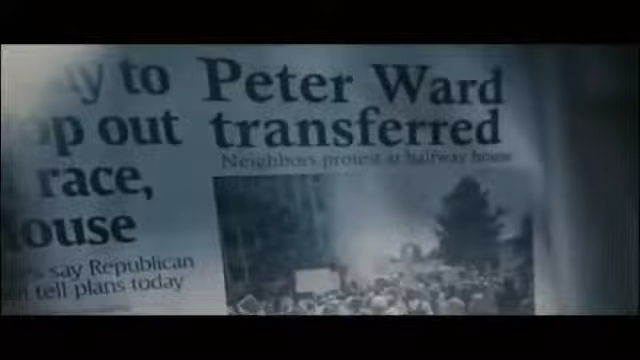 to
out
race,
ouse
say Republican
tell plans today
Peter Ward
transferred
Neighbors protest at halfway house